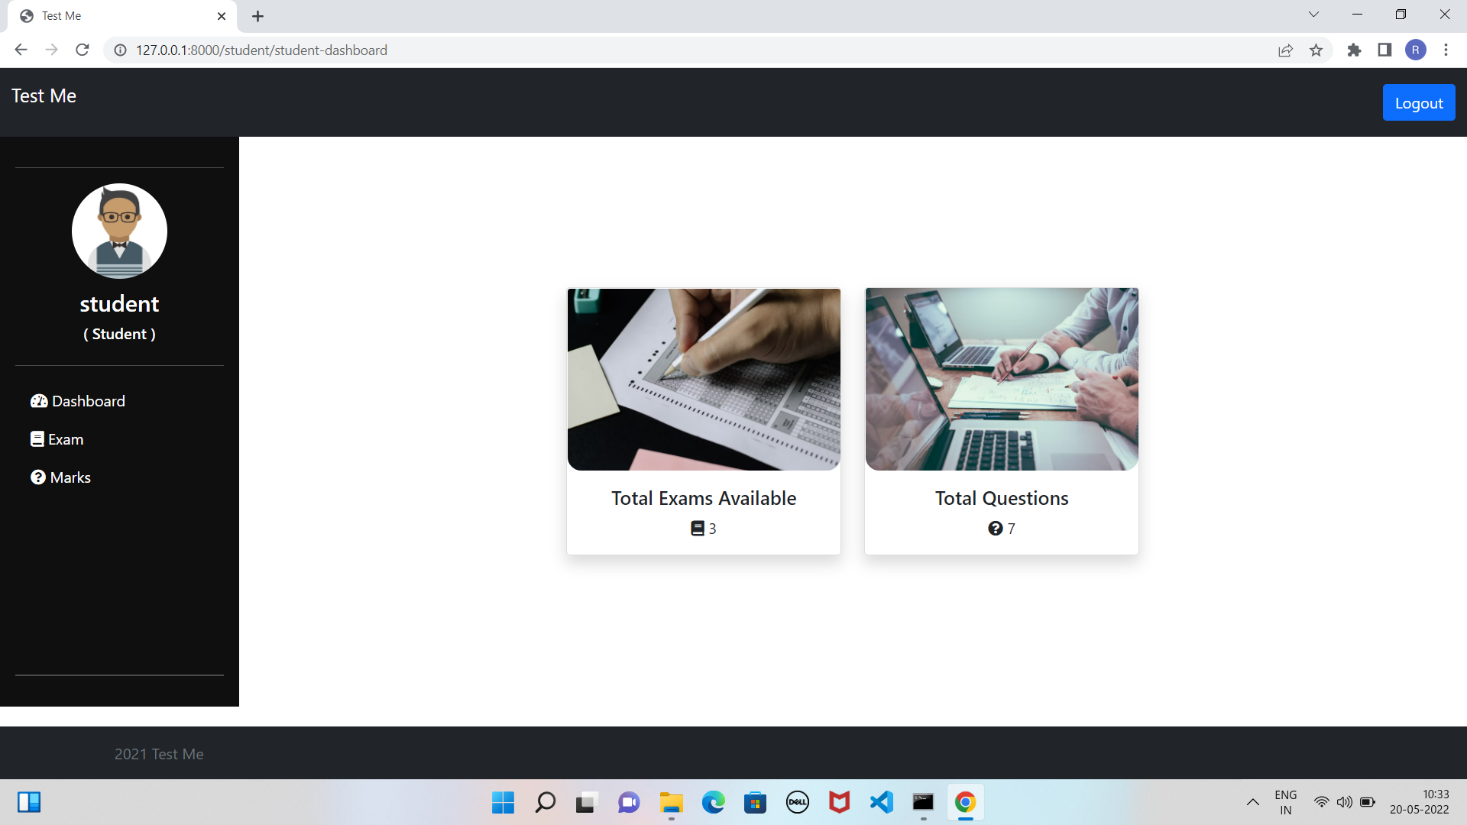 Test Me
127.0.0.1:8000/student/student-dashboard
R
Test Me
Logout
student
( Student )
Dashboard
Exam
Marks
Total Exams Available
3
Total Questions
7
2021 Test Me
DELL
ENG
IN
10:33
20-05-2022